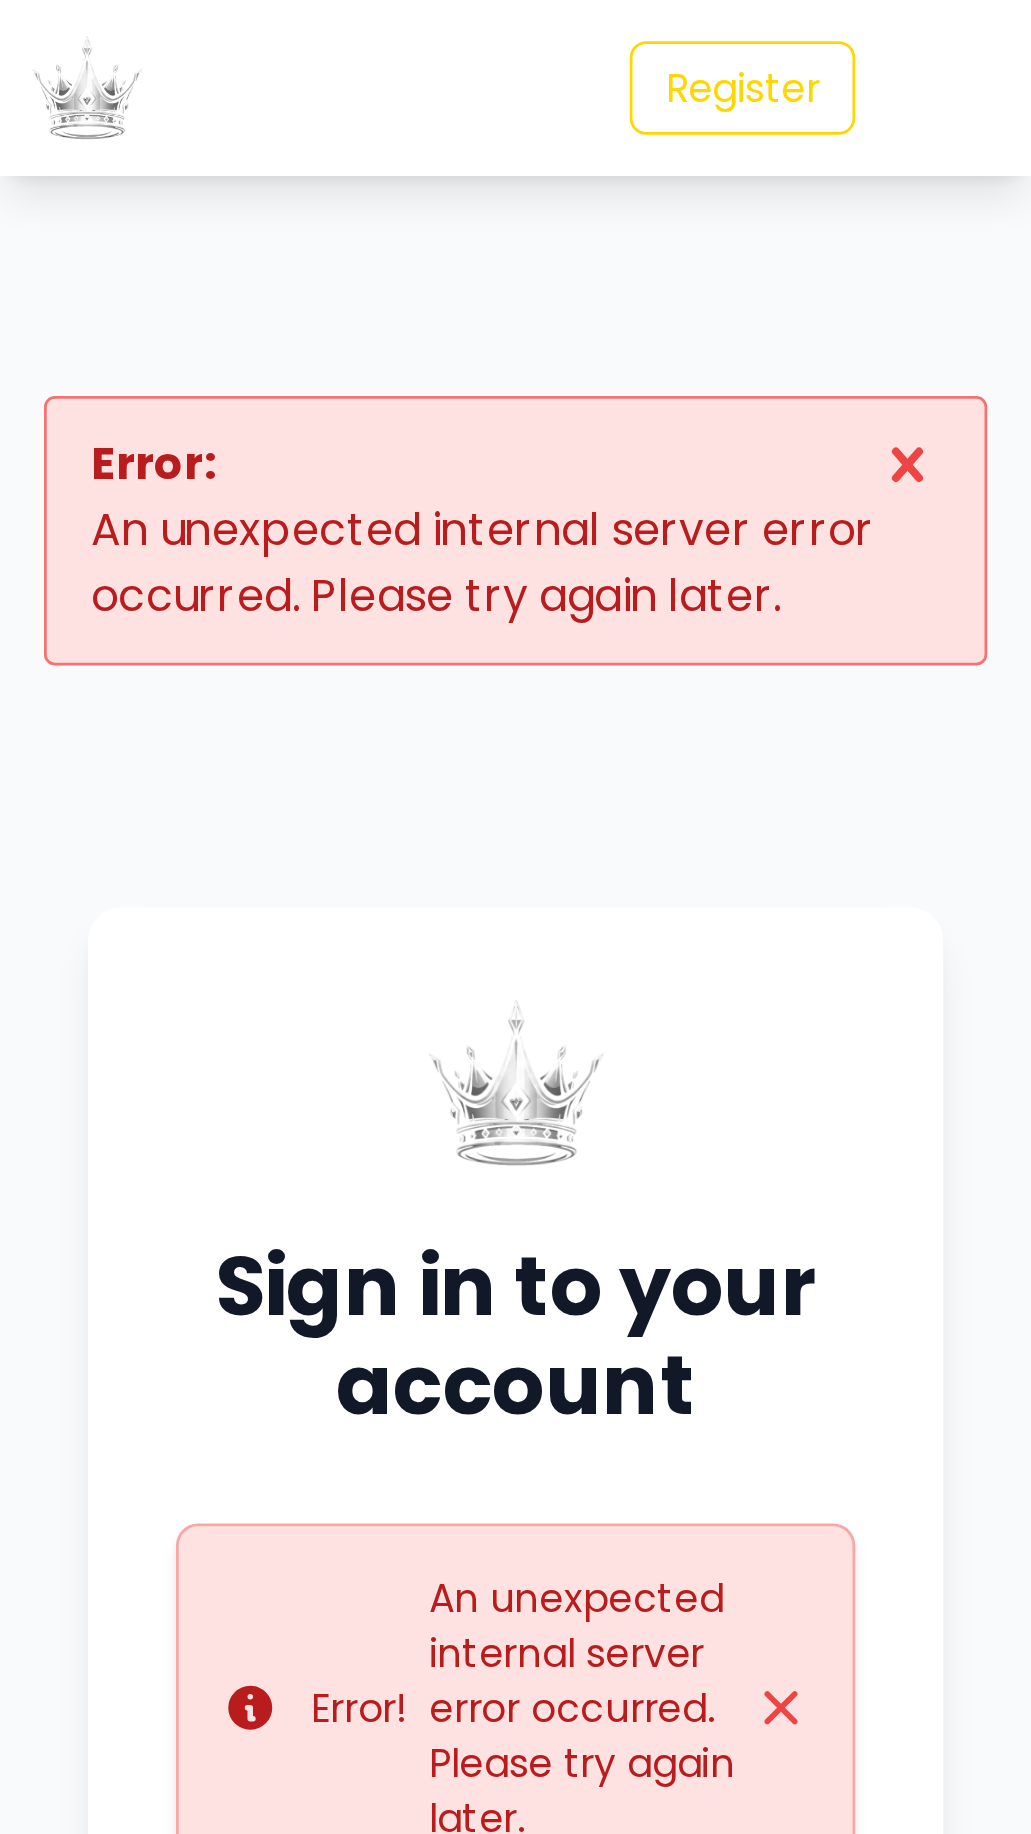 Register
Error:
An unexpected internal server error
occurred. Please try again later.
Sign in to your
account
Error!
An unexpected
internal server
error occurred.
Please try again
later.